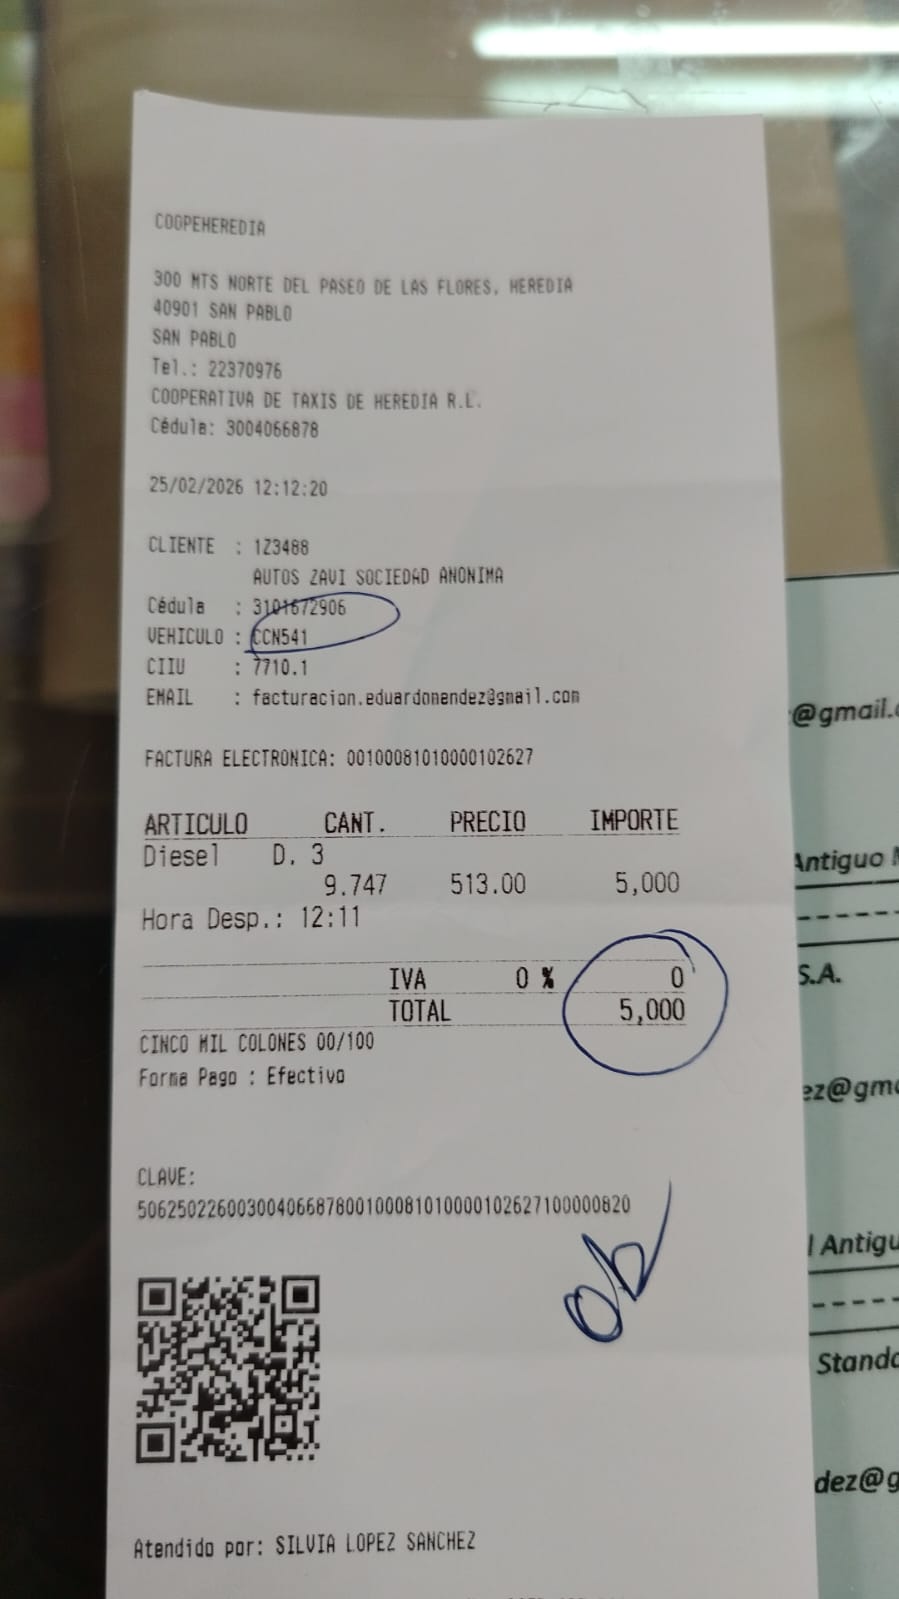 COOPEHEREDIA
300 MTS NORTE DEL PASEO DE LAS FLORES, HEREDIA
40901 SAN PABLO
SAN PABLO
Tel.: 22370976
COOPERATIVA DE TAXIS DE HEREDIA R.L.
Cédula: 3004066878
25/02/2026 12:12:20
CLIENTE : 1Z3488
AUTOS ZAVI SOCIEDAD ANONIMA
Cédula : 3101672906
VEHICULO : CCN541
CIIU : 7710.1
EMAIL : facturacion.eduardomendez@gmail.com
FACTURA ELECTRONICA: 00100081010000102627
ARTICULO CANT. PRECIO IMPORTE
Diesel D. 3
9.747 513.00 5,000
Hora Desp.: 12:11
IVA 0 % 0
TOTAL 5,000
CINCO MIL COLONES 00/100
Forma Pago : Efectivo
CLAVE:
50625022600300406687800100081010000102627100000820
Ok
Atendido por: SILVIA LOPEZ SANCHEZ
@gmail.
Antiguo
S.A.
ez@gm
Antigu
Standa
dez@g